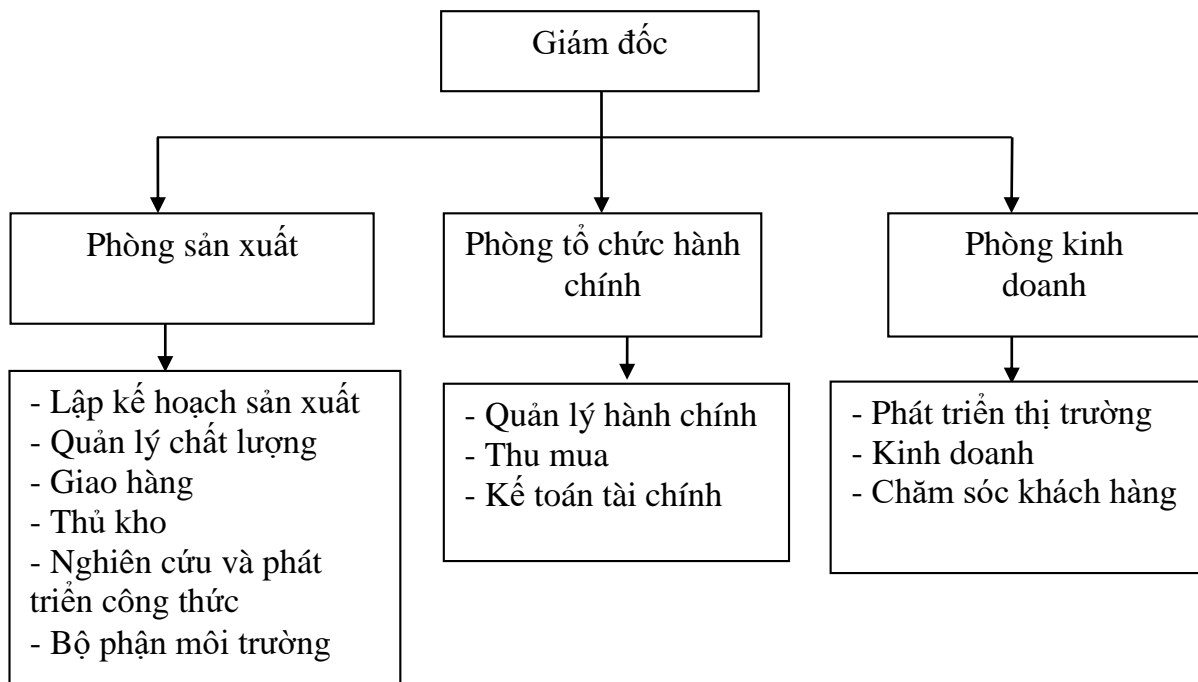 Giám đốc
Phòng sản xuất
Phòng tổ chức hành
chính
Phòng kinh
doanh
- Lập kế hoạch sản xuất
- Quản lý chất lượng
- Giao hàng
- Thủ kho
- Nghiên cứu và phát
triển công thức
- Bộ phận môi trường
- Quản lý hành chính
- Thu mua
- Kế toán tài chính
- Phát triển thị trường
- Kinh doanh
- Chăm sóc khách hàng